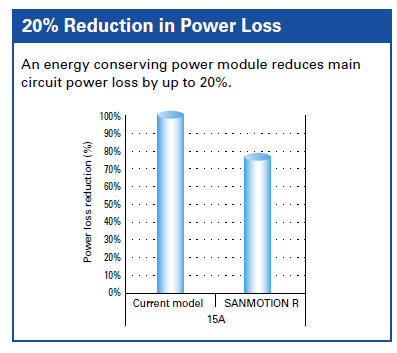 20% Reduction in Power Loss
An energy conserving power module reduces main
circuit power loss by up to 20%.
Power loss reduction (%)
100%
90%
80%
70%
60%
50%
40%
30%
20%
10%
0%
Current model
SANMOTION R
15A